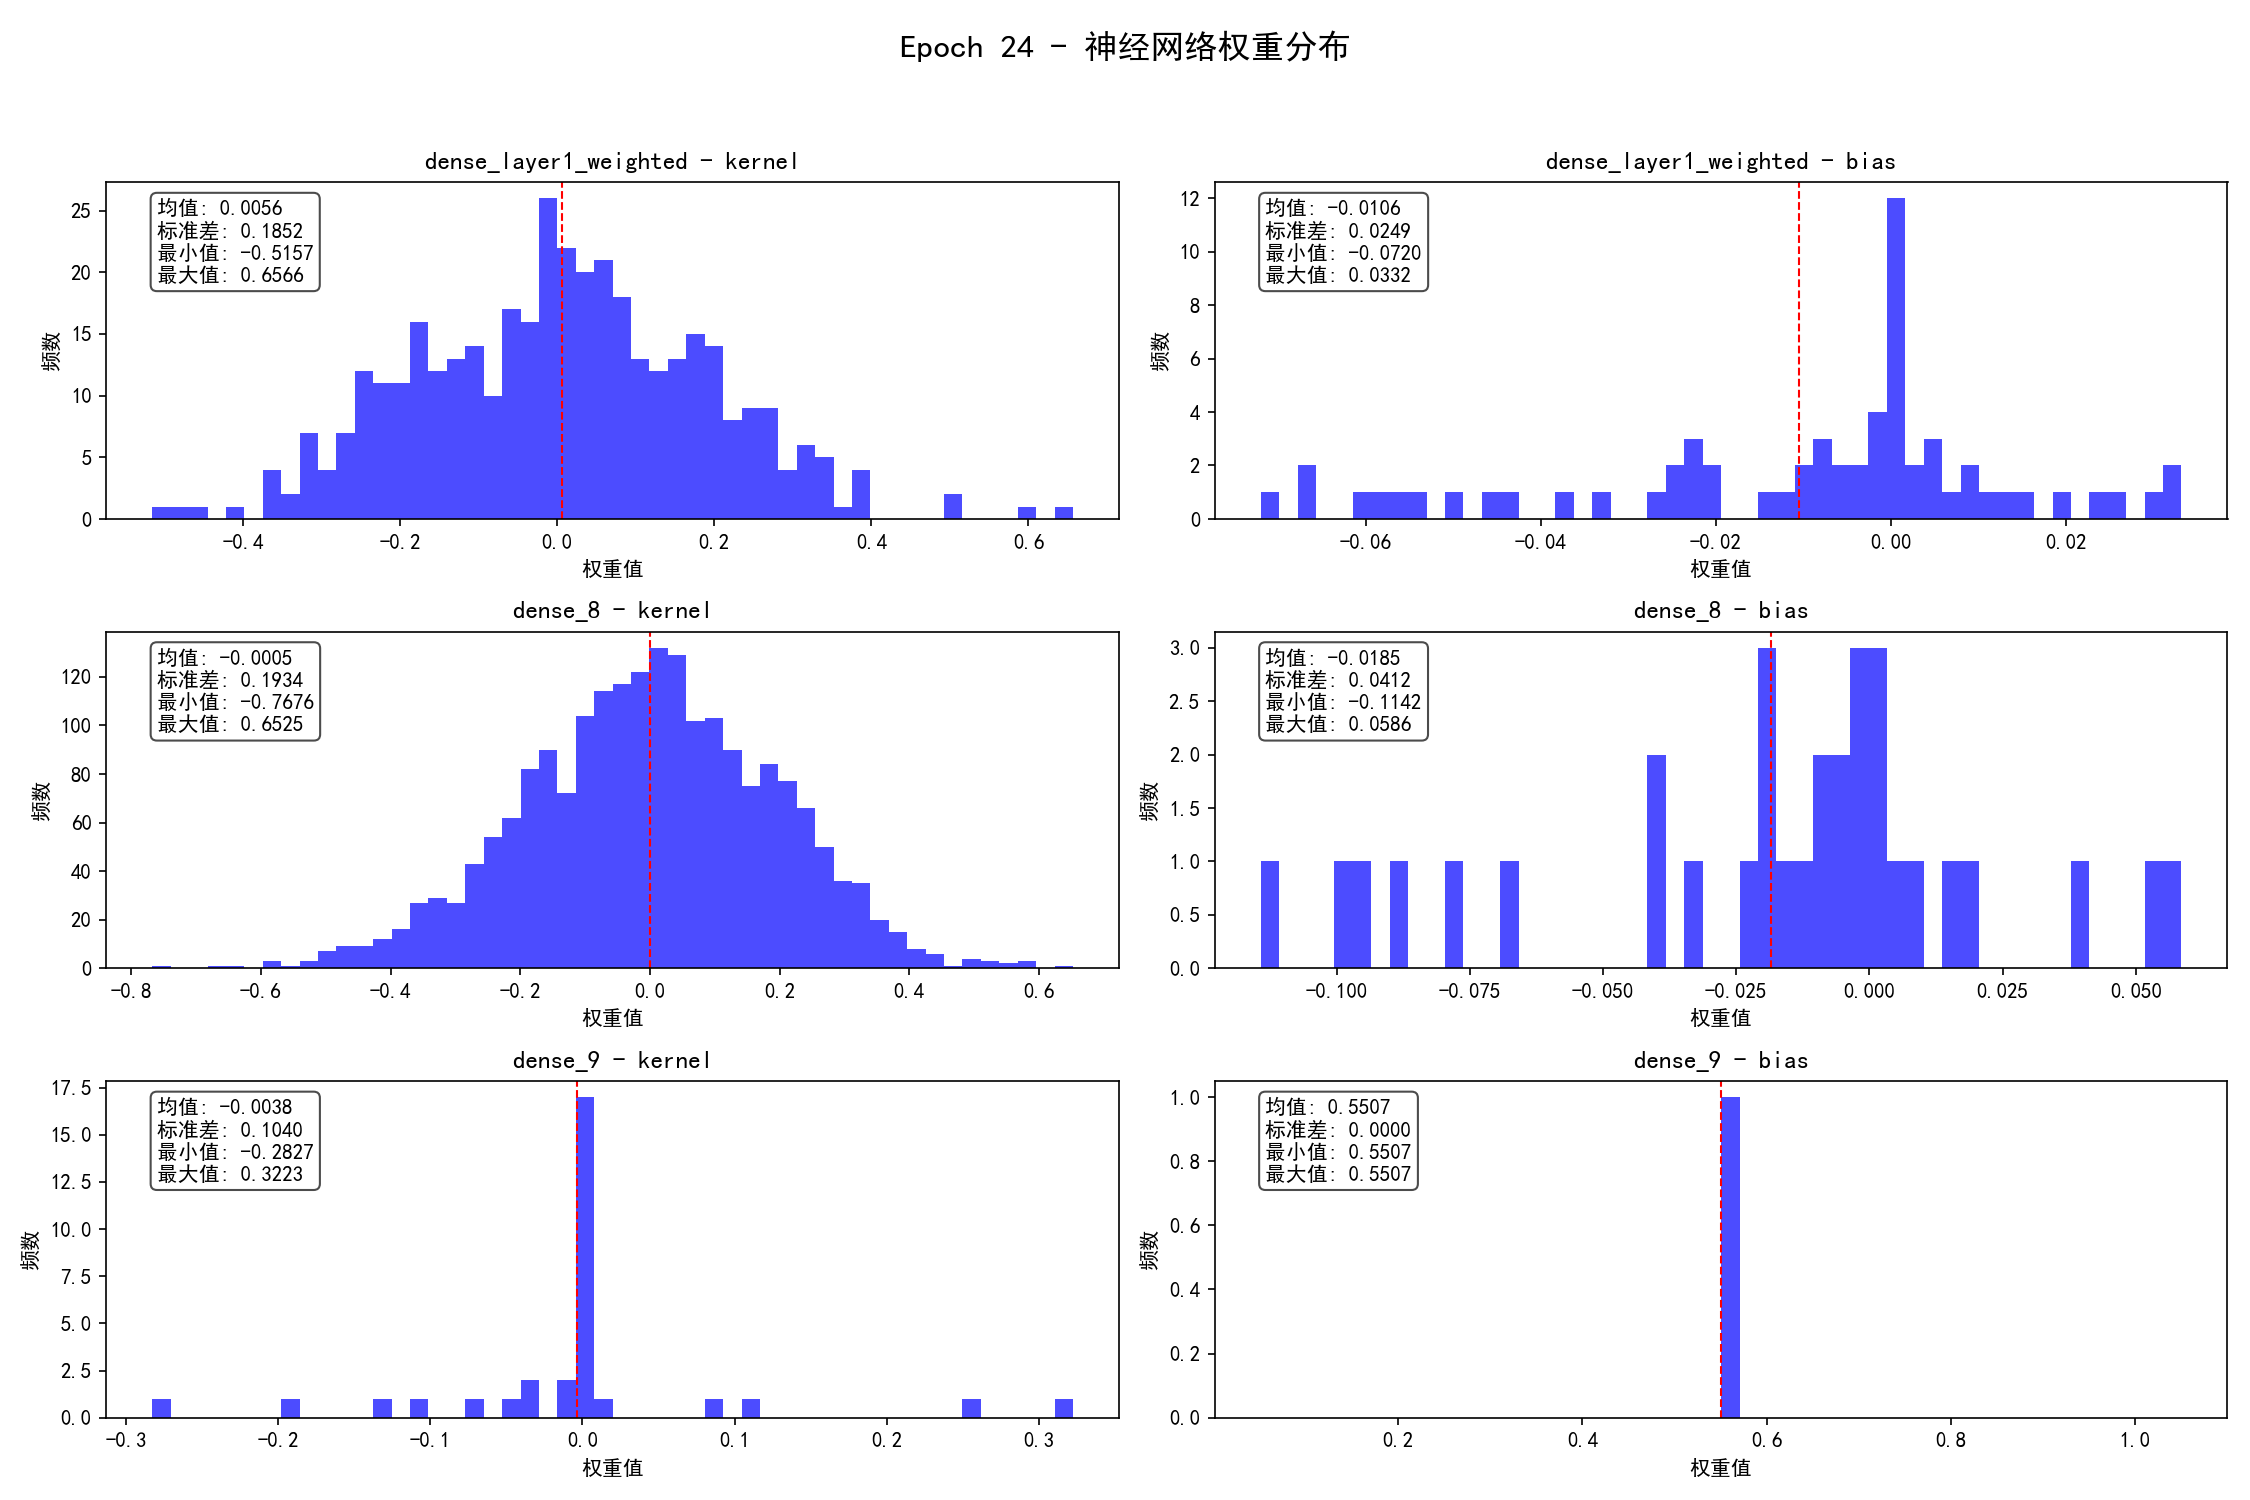 Epoch 24 - 神经网络权重分布
dense_layer1_weighted - kernel
均值: 0.0056
标准差: 0.1852
最小值: -0.5157
最大值: 0.6566
频数
25
20
15
10
5
0
-0.4 -0.2 0.0 0.2 0.4 0.6
权重值
dense_layer1_weighted - bias
均值: -0.0106
标准差: 0.0249
最小值: -0.0720
最大值: 0.0332
频数
12
10
8
6
4
2
0
-0.06 -0.04 -0.02 0.00 0.02
权重值
dense_8 - kernel
均值: -0.0005
标准差: 0.1934
最小值: -0.7676
最大值: 0.6525
频数
120
100
80
60
40
20
0
-0.8 -0.6 -0.4 -0.2 0.0 0.2 0.4 0.6
权重值
dense_8 - bias
均值: -0.0185
标准差: 0.0412
最小值: -0.1142
最大值: 0.0586
频数
3.0
2.5
2.0
1.5
1.0
0.5
0.0
-0.100 -0.075 -0.050 -0.025 0.000 0.025 0.050
权重值
dense_9 - kernel
均值: -0.0038
标准差: 0.1040
最小值: -0.2827
最大值: 0.3223
频数
17.5
15.0
12.5
10.0
7.5
5.0
2.5
0.0
-0.3 -0.2 -0.1 0.0 0.1 0.2 0.3
权重值
dense_9 - bias
均值: 0.5507
标准差: 0.0000
最小值: 0.5507
最大值: 0.5507
频数
1.0
0.8
0.6
0.4
0.2
0.0
0.2 0.4 0.6 0.8 1.0
权重值